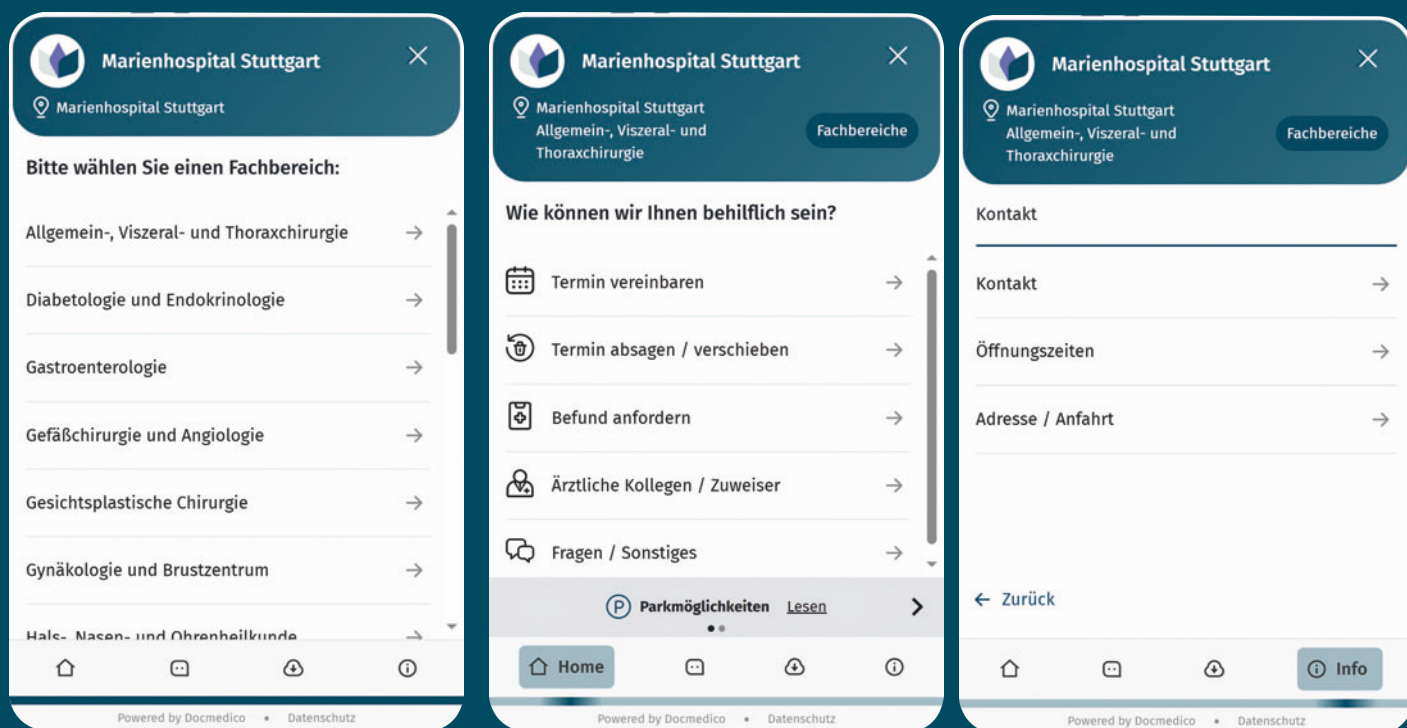 Marienhospital Stuttgart
Marienhospital Stuttgart
Bitte wählen Sie einen Fachbereich:
Allgemein-, Viszeral- und Thoraxchirurgie
Diabetologie und Endokrinologie
Gastroenterologie
Gefäßchirurgie und Angiologie
Gesichtsplastische Chirurgie
Gynäkologie und Brustzentrum
Hals- Nasen- und Ohrenheilkunde
Powered by Docmedico • Datenschutz
Marienhospital Stuttgart
Marienhospital Stuttgart
Allgemein-, Viszeral- und
Thoraxchirurgie
Fachbereiche
Wie können wir Ihnen behilflich sein?
Termin vereinbaren
Termin absagen / verschieben
Befund anfordern
Ärztliche Kollegen / Zuweiser
Fragen / Sonstiges
P Parkmöglichkeiten Lesen
Home
Powered by Docmedico • Datenschutz
Marienhospital Stuttgart
Marienhospital Stuttgart
Allgemein-, Viszeral- und
Thoraxchirurgie
Fachbereiche
Kontakt
Kontakt
Öffnungszeiten
Adresse / Anfahrt
← Zurück
Info
Powered by Docmedico • Datenschutz